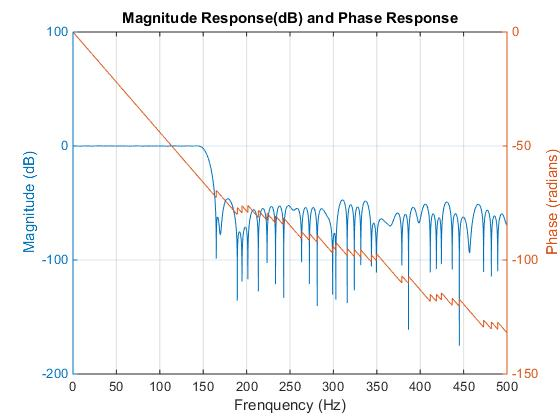 Magnitude Response(dB) and Phase Response
100
0
-100
-200
Magnitude (dB)
0
-50
-100
-150
Phase (radians)
0 50 100 150 200 250 300 350 400 450 500
Frenquency (Hz)